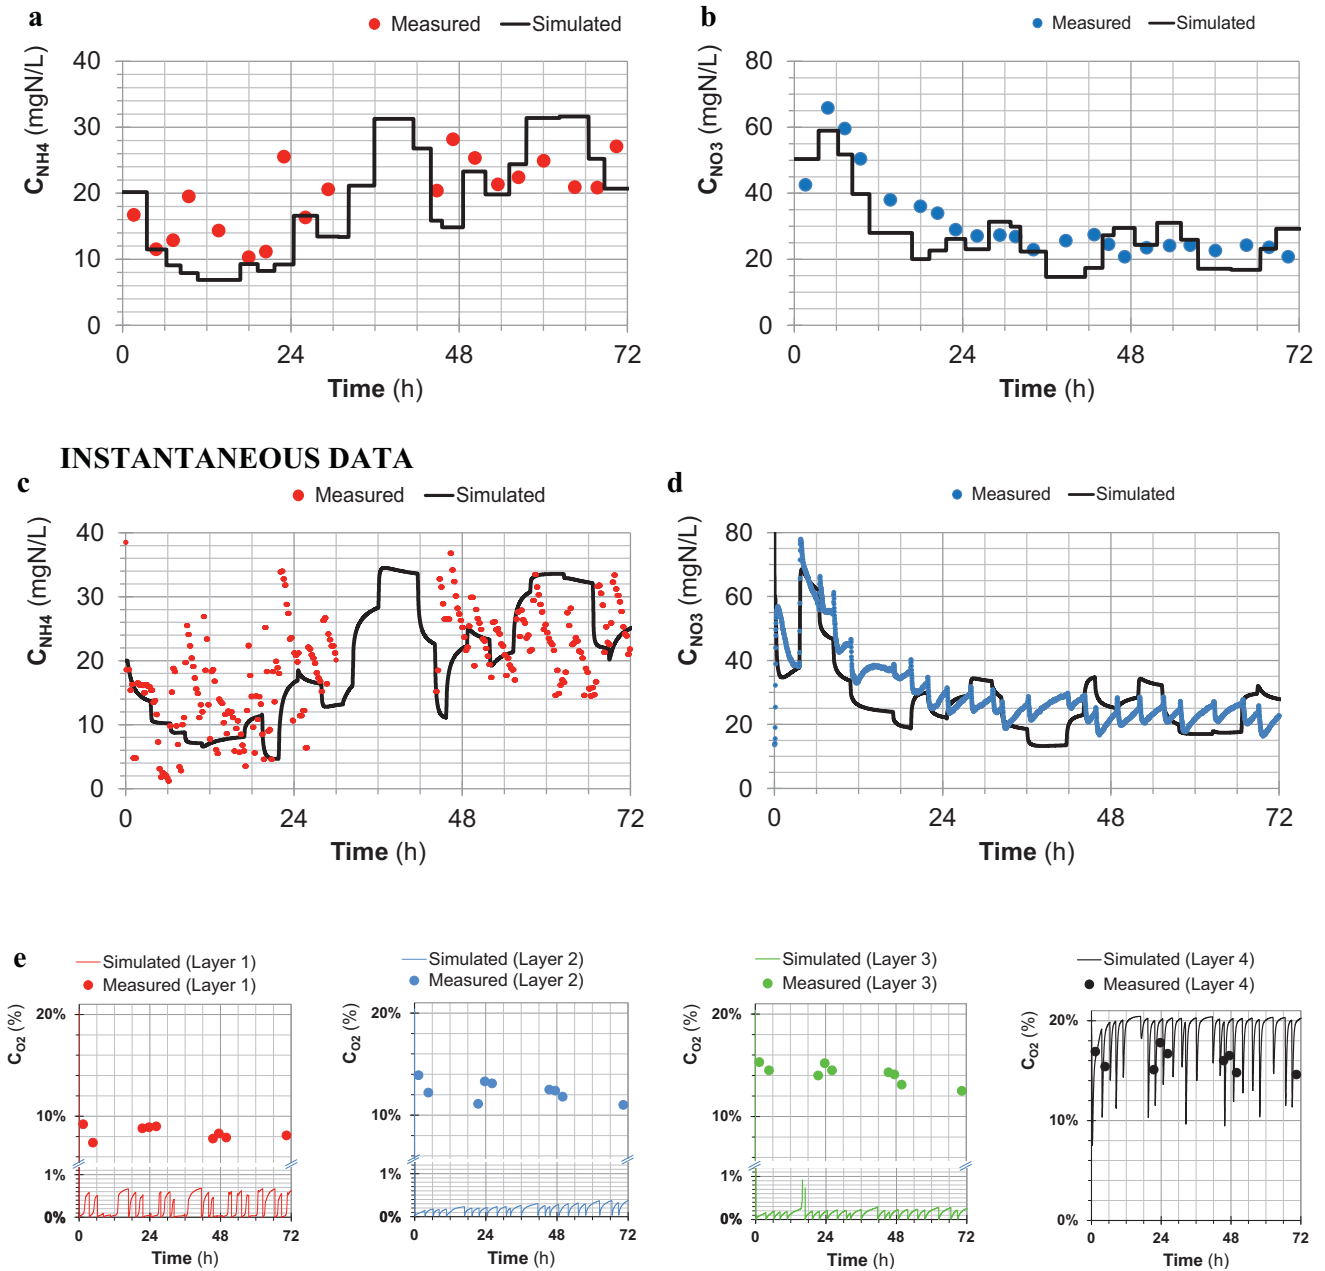 a
Measured Simulated
C_NH4 (mgN/L)
40
30
20
10
0
0 24 48 72
Time (h)
b
Measured Simulated
C_NO3 (mgN/L)
80
60
40
20
0
0 24 48 72
Time (h)
INSTANTANEOUS DATA
c
Measured Simulated
C_NH4 (mgN/L)
40
30
20
10
0
0 24 48 72
Time (h)
d
Measured Simulated
C_NO3 (mgN/L)
80
60
40
20
0
0 24 48 72
Time (h)
e
Simulated (Layer 1)
Measured (Layer 1)
C_O2 (%)
20%
10%
1%
0%
0 24 48 72
Time (h)
Simulated (Layer 2)
Measured (Layer 2)
C_O2 (%)
20%
10%
1%
0%
0 24 48 72
Time (h)
Simulated (Layer 3)
Measured (Layer 3)
C_O2 (%)
20%
10%
1%
0%
0 24 48 72
Time (h)
Simulated (Layer 4)
Measured (Layer 4)
C_O2 (%)
20%
10%
0%
0 24 48 72
Time (h)